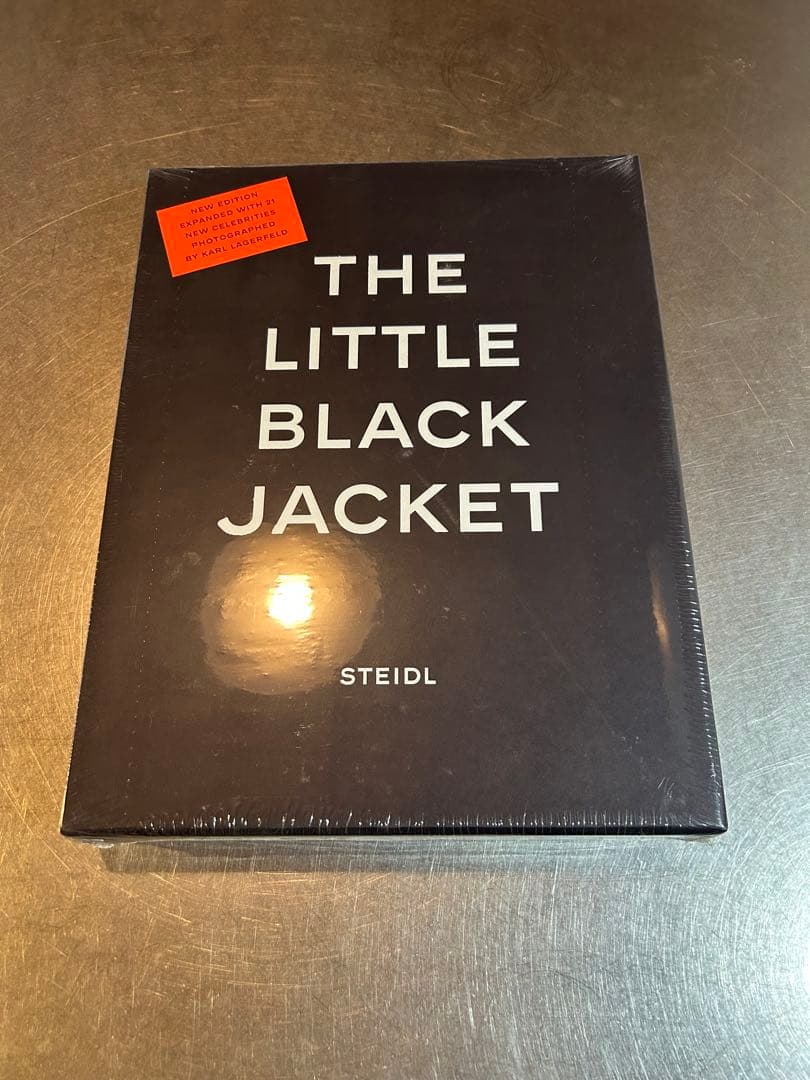 NEW EDITION
EXPANDED WITH 21
NEW CELEBRITIES
PHOTOGRAPHED
BY KARL LAGERFELD
THE
LITTLE
BLACK
JACKET
STEIDL